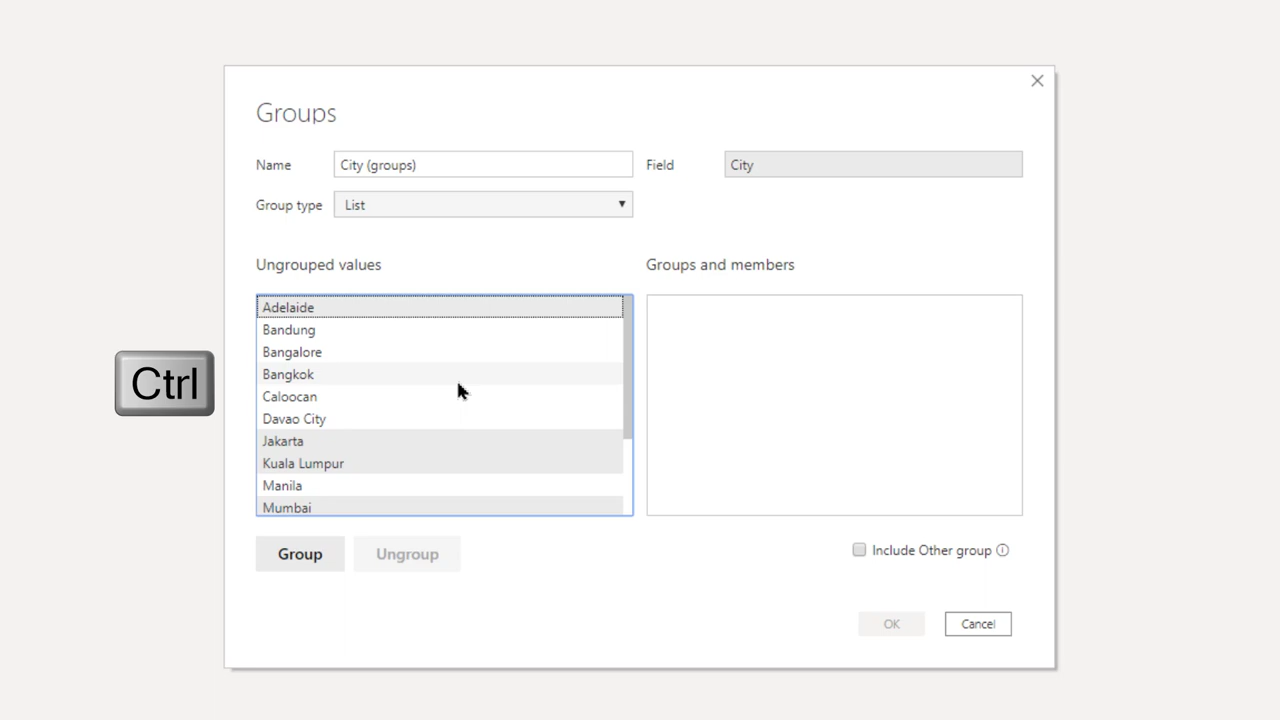 Groups
Name City (groups) Field City
Group type List
Ungrouped values Groups and members
Adelaide
Bandung
Bangalore
Bangkok
Caloocan
Davao City
Jakarta
Kuala Lumpur
Manila
Mumbai
Ctrl
Group Ungroup Include Other group
OK Cancel